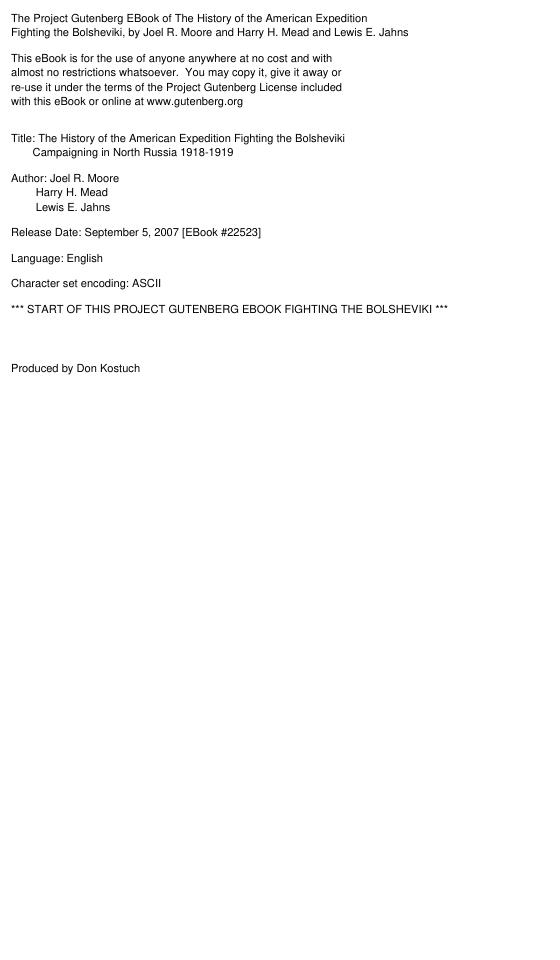 The Project Gutenberg EBook of The History of the American Expedition
Fighting the Bolsheviki, by Joel R. Moore and Harry H. Mead and Lewis E. Jahns
This eBook is for the use of anyone anywhere at no cost and with
almost no restrictions whatsoever.  You may copy it, give it away or
re-use it under the terms of the Project Gutenberg License included
with this eBook or online at www.gutenberg.org
Title: The History of the American Expedition Fighting the Bolsheviki
Campaigning in North Russia 1918-1919
Author: Joel R. Moore
Harry H. Mead
Lewis E. Jahns
Release Date: September 5, 2007 [EBook #22523]
Language: English
Character set encoding: ASCII
*** START OF THIS PROJECT GUTENBERG EBOOK FIGHTING THE BOLSHEVIKI ***
Produced by Don Kostuch